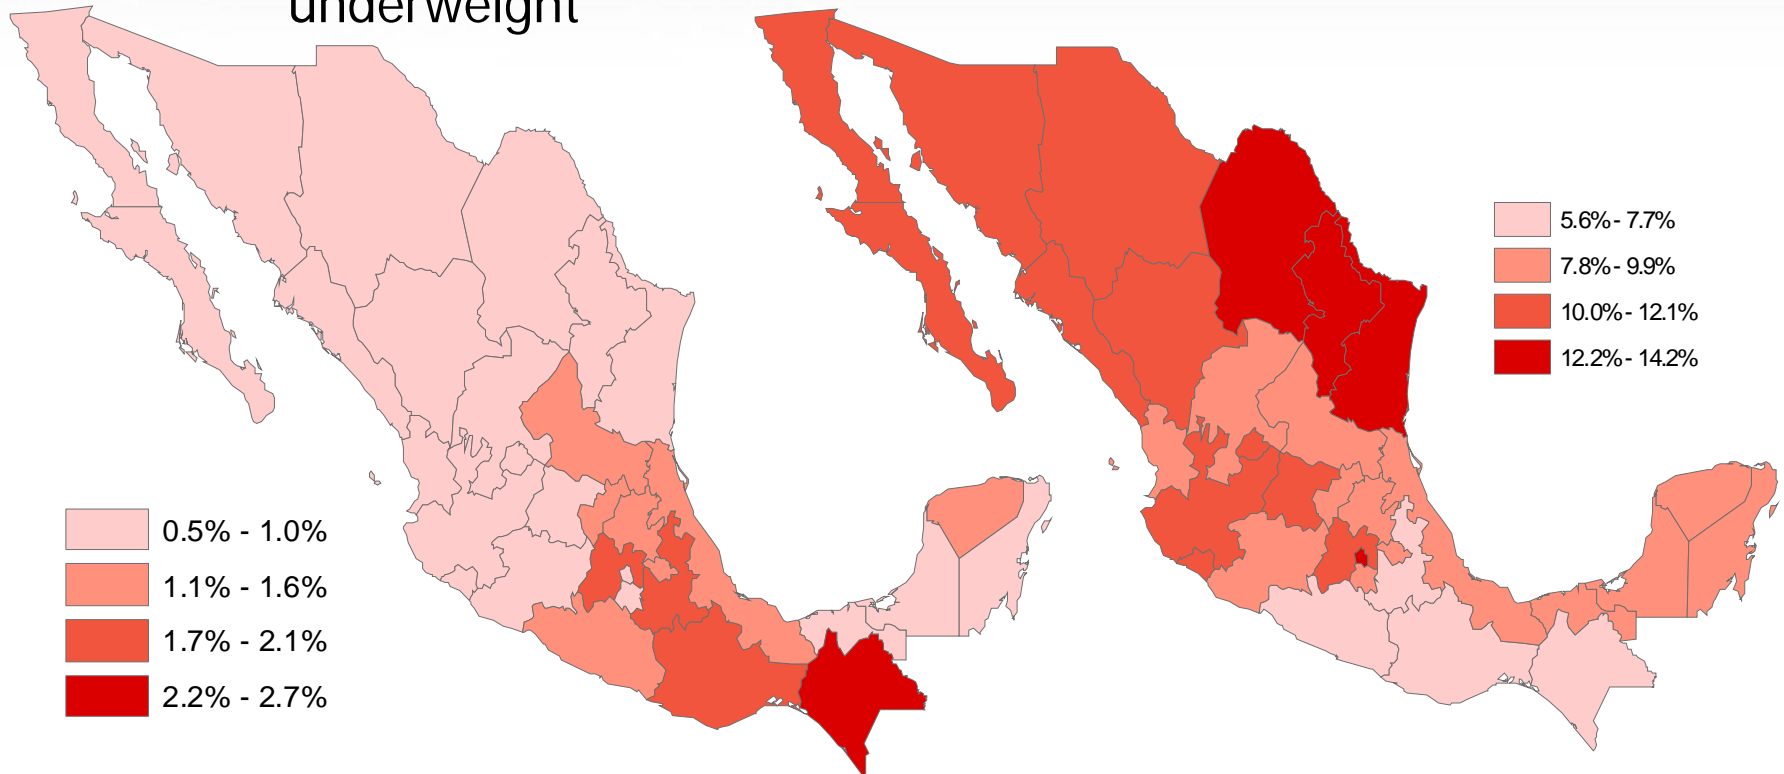 underweight
0.5% - 1.0%
1.1% - 1.6%
1.7% - 2.1%
2.2% - 2.7%
5.6%- 7.7%
7.8%- 9.9%
10.0%- 12.1%
12.2%- 14.2%